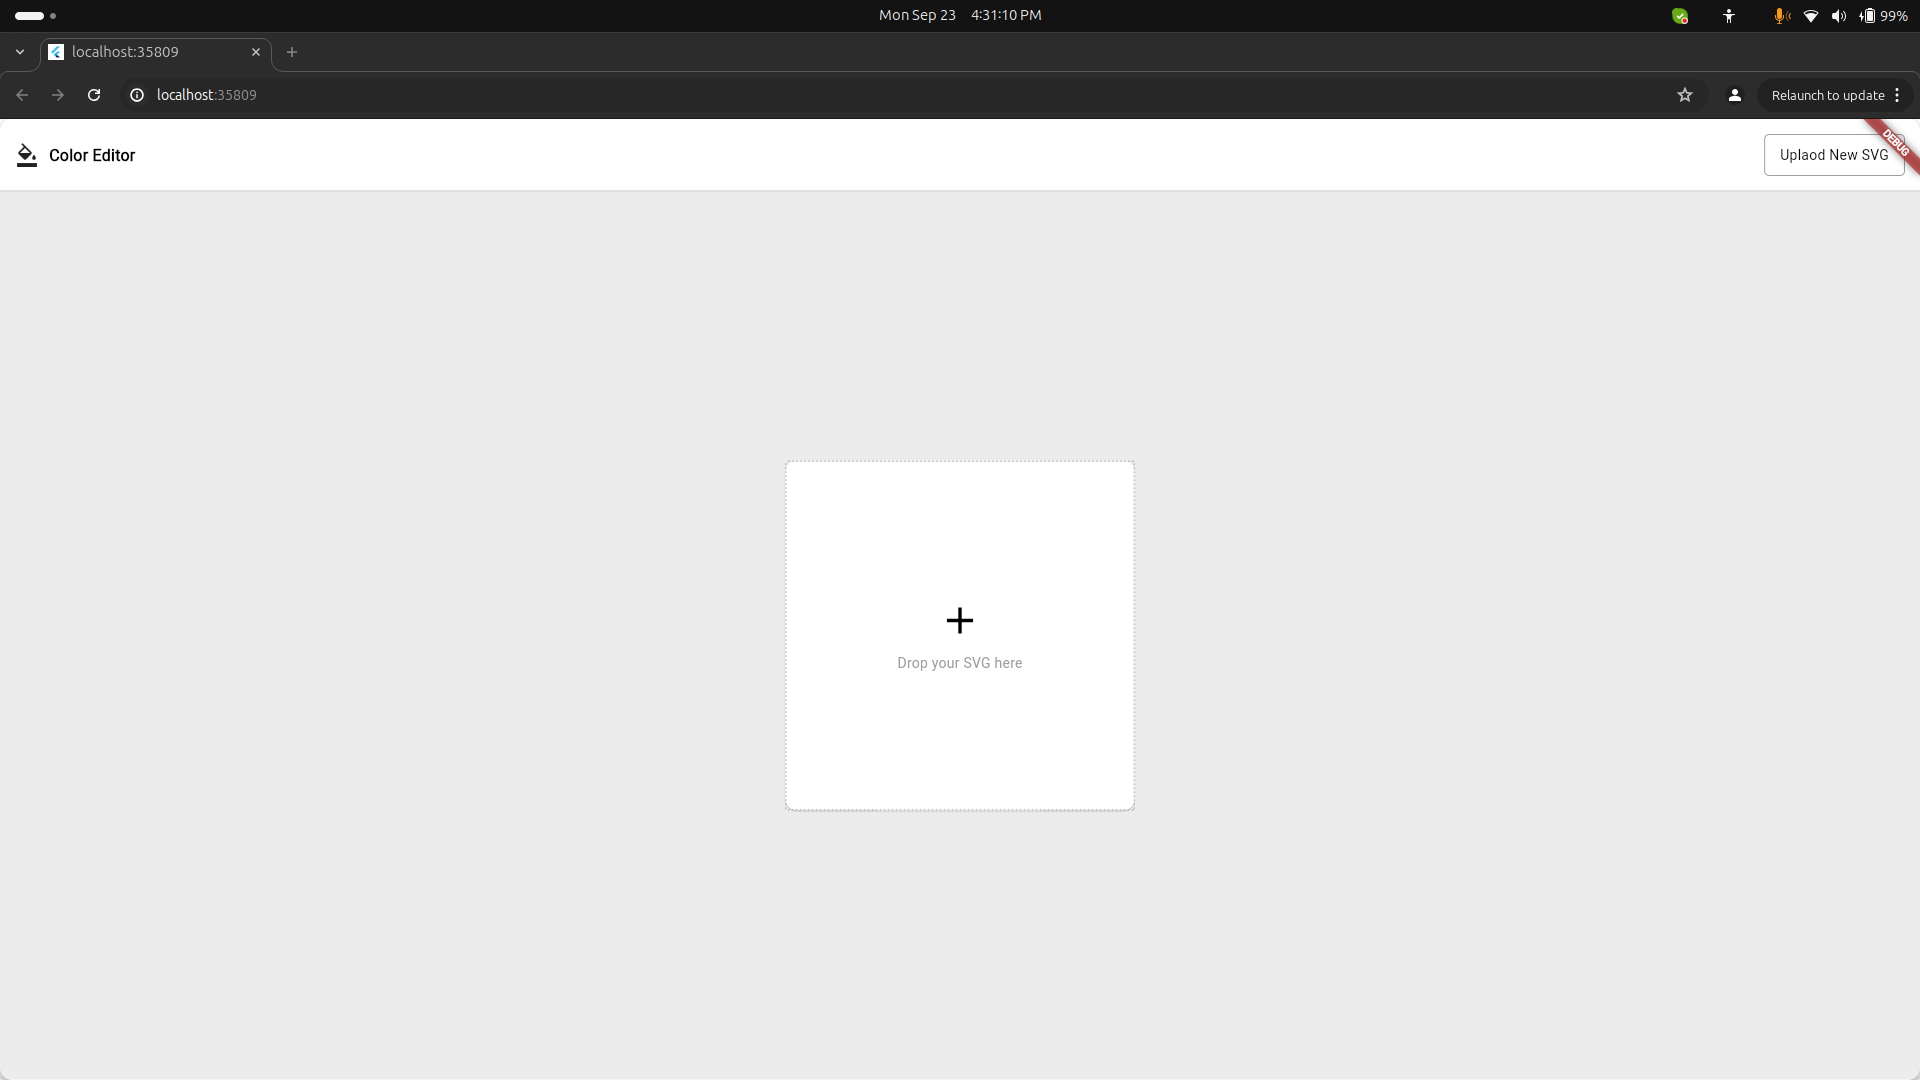 Mon Sep 23 4:31:10 PM
99%
localhost:35809
localhost:35809
Relaunch to update
Color Editor
Uplaod New SVG
DEBUG
Drop your SVG here